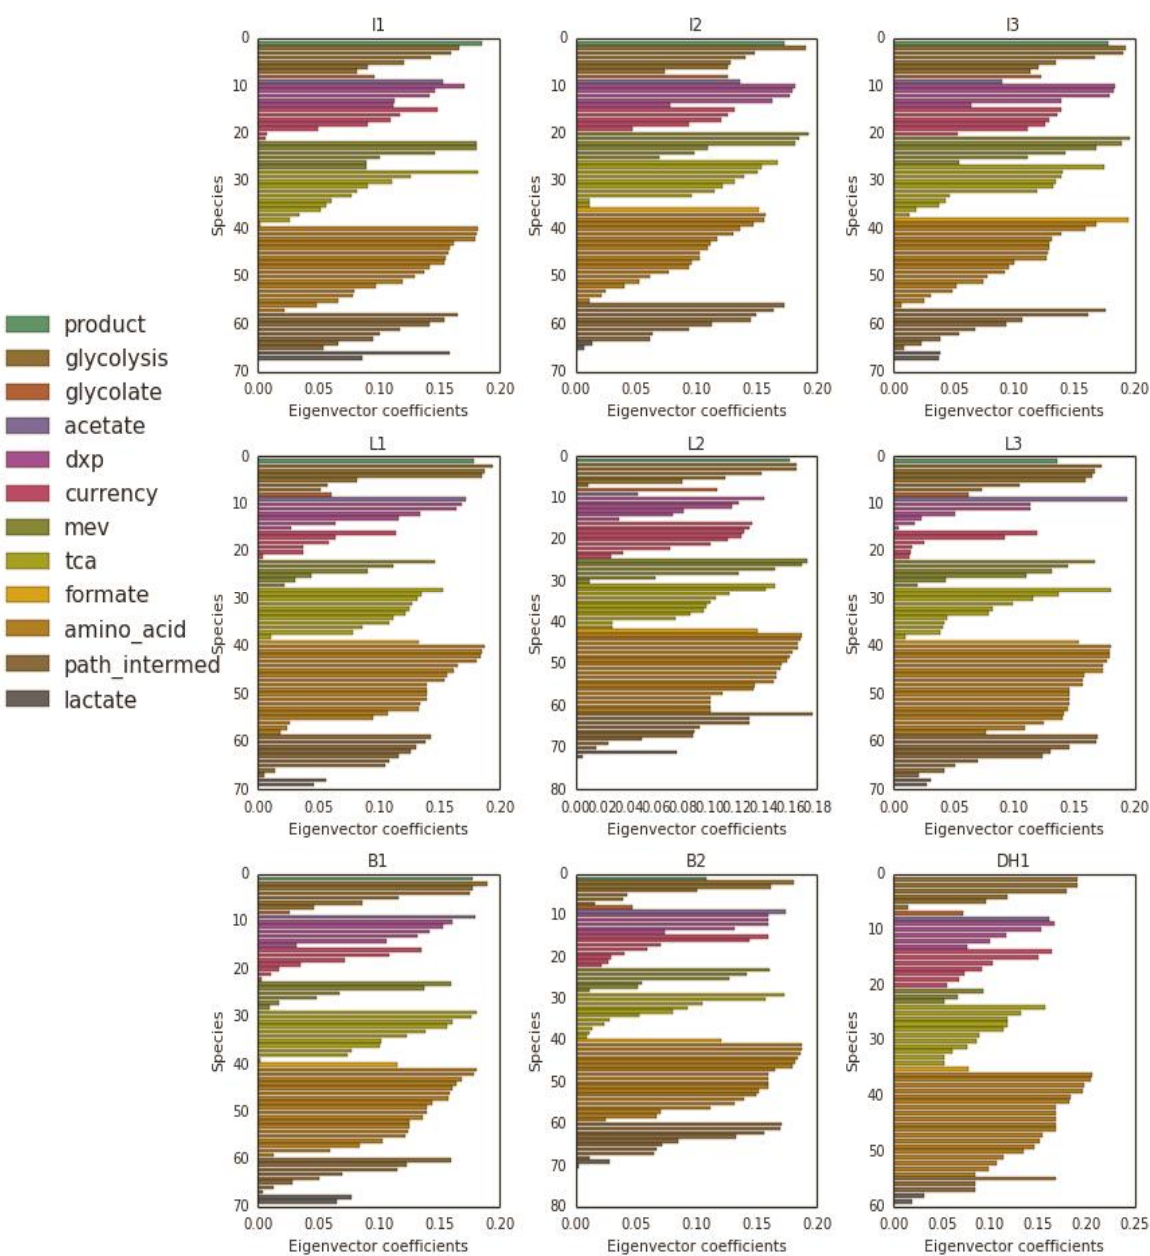 I1
I2
I3
0
10
20
30
40
50
60
70
Species
0.00 0.05 0.10 0.15 0.20
Eigenvector coefficients
0
10
20
30
40
50
60
70
Species
0.00 0.05 0.10 0.15 0.20
Eigenvector coefficients
0
10
20
30
40
50
60
70
Species
0.00 0.05 0.10 0.15 0.20
Eigenvector coefficients
product
glycolysis
glycolate
acetate
dxp
currency
mev
tca
formate
amino_acid
path_intermed
lactate
L1
L2
L3
0
10
20
30
40
50
60
70
Species
0.00 0.05 0.10 0.15 0.20
Eigenvector coefficients
0
10
20
30
40
50
60
70
80
Species
0.000.020.040.060.080.100.120.140.160.18
Eigenvector coefficients
0
10
20
30
40
50
60
70
Species
0.00 0.05 0.10 0.15 0.20
Eigenvector coefficients
B1
B2
DH1
0
10
20
30
40
50
60
70
Species
0.00 0.05 0.10 0.15 0.20
Eigenvector coefficients
0
10
20
30
40
50
60
70
80
Species
0.00 0.05 0.10 0.15 0.20
Eigenvector coefficients
0
10
20
30
40
50
60
Species
0.00 0.05 0.10 0.15 0.20 0.25
Eigenvector coefficients